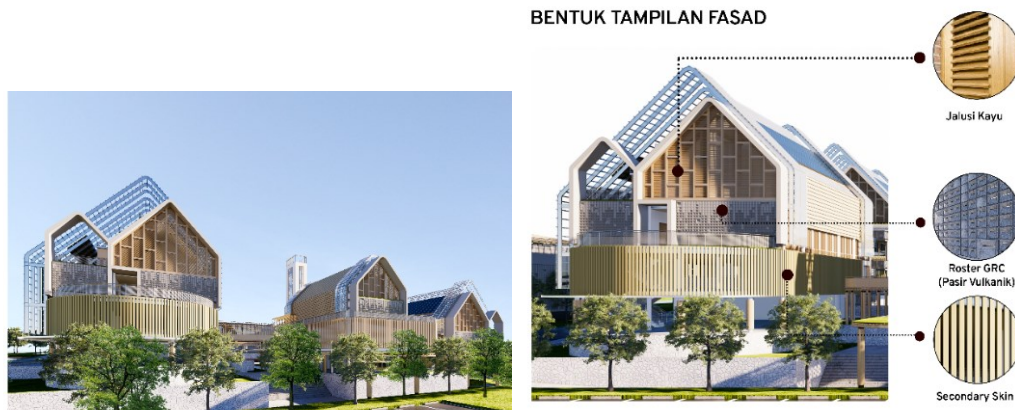 BENTUK TAMPILAN FASAD
Jalusi Kayu
Roster GRC
(Pasir Vulkanik)
Secondary Skin